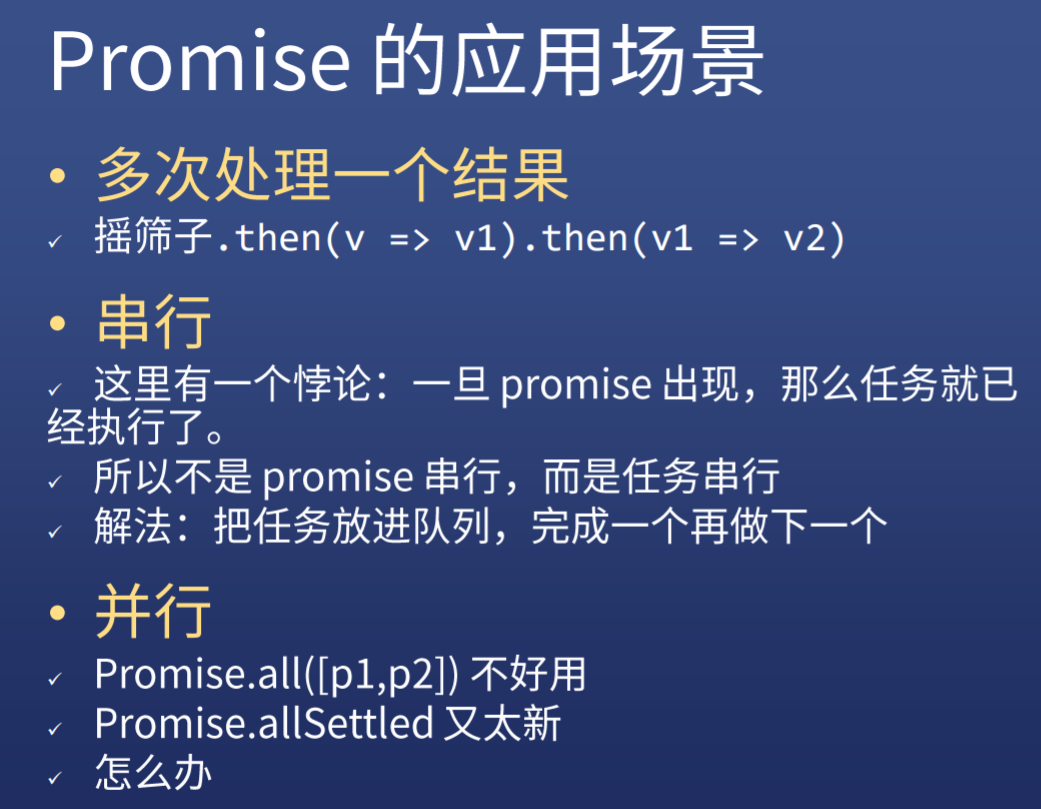 Promise 的应用场景
• 多次处理一个结果
✓ 摇筛子.then(v => v1).then(v1 => v2)
• 串行
✓ 这里有一个悖论：一旦 promise 出现，那么任务就已
经执行了。
✓ 所以不是 promise 串行，而是任务串行
✓ 解法：把任务放进队列，完成一个再做下一个
• 并行
✓ Promise.all([p1,p2]) 不好用
✓ Promise.allSettled 又太新
✓ 怎么办